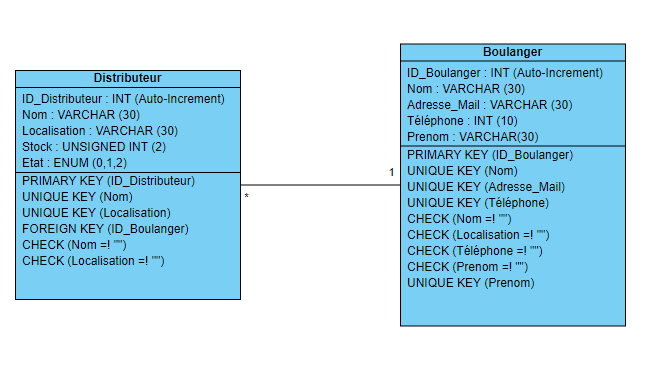 Distributeur
ID_Distributeur : INT (Auto-Increment)
Nom : VARCHAR (30)
Localisation : VARCHAR (30)
Stock : UNSIGNED INT (2)
Etat : ENUM (0,1,2)
PRIMARY KEY (ID_Distributeur)
UNIQUE KEY (Nom)
UNIQUE KEY (Localisation)
FOREIGN KEY (ID_Boulanger)
CHECK (Nom =! "")
CHECK (Localisation =! "")
*
1
Boulanger
ID_Boulanger : INT (Auto-Increment)
Nom : VARCHAR (30)
Adresse_Mail : VARCHAR (30)
Téléphone : INT (10)
Prenom : VARCHAR(30)
PRIMARY KEY (ID_Boulanger)
UNIQUE KEY (Nom)
UNIQUE KEY (Adresse_Mail)
UNIQUE KEY (Téléphone)
CHECK (Nom =! "")
CHECK (Localisation =! "")
CHECK (Téléphone =! "")
CHECK (Prenom =! "")
UNIQUE KEY (Prenom)